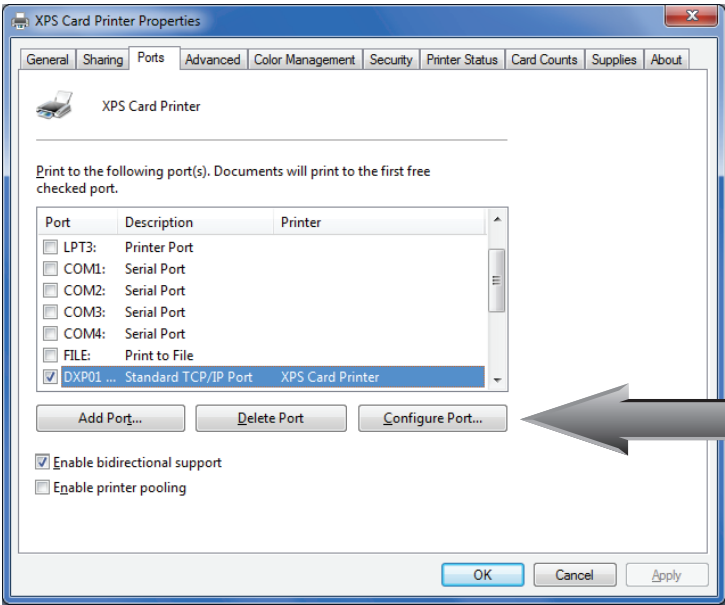 XPS Card Printer Properties
General Sharing Ports Advanced Color Management Security Printer Status Card Counts Supplies About
XPS Card Printer
Print to the following port(s). Documents will print to the first free
checked port.
Port Description Printer
LPT3: Printer Port
COM1: Serial Port
COM2: Serial Port
COM3: Serial Port
COM4: Serial Port
FILE: Print to File
DXP01 ... Standard TCP/IP Port XPS Card Printer
Add Port... Delete Port Configure Port...
Enable bidirectional support
Enable printer pooling
OK Cancel Apply